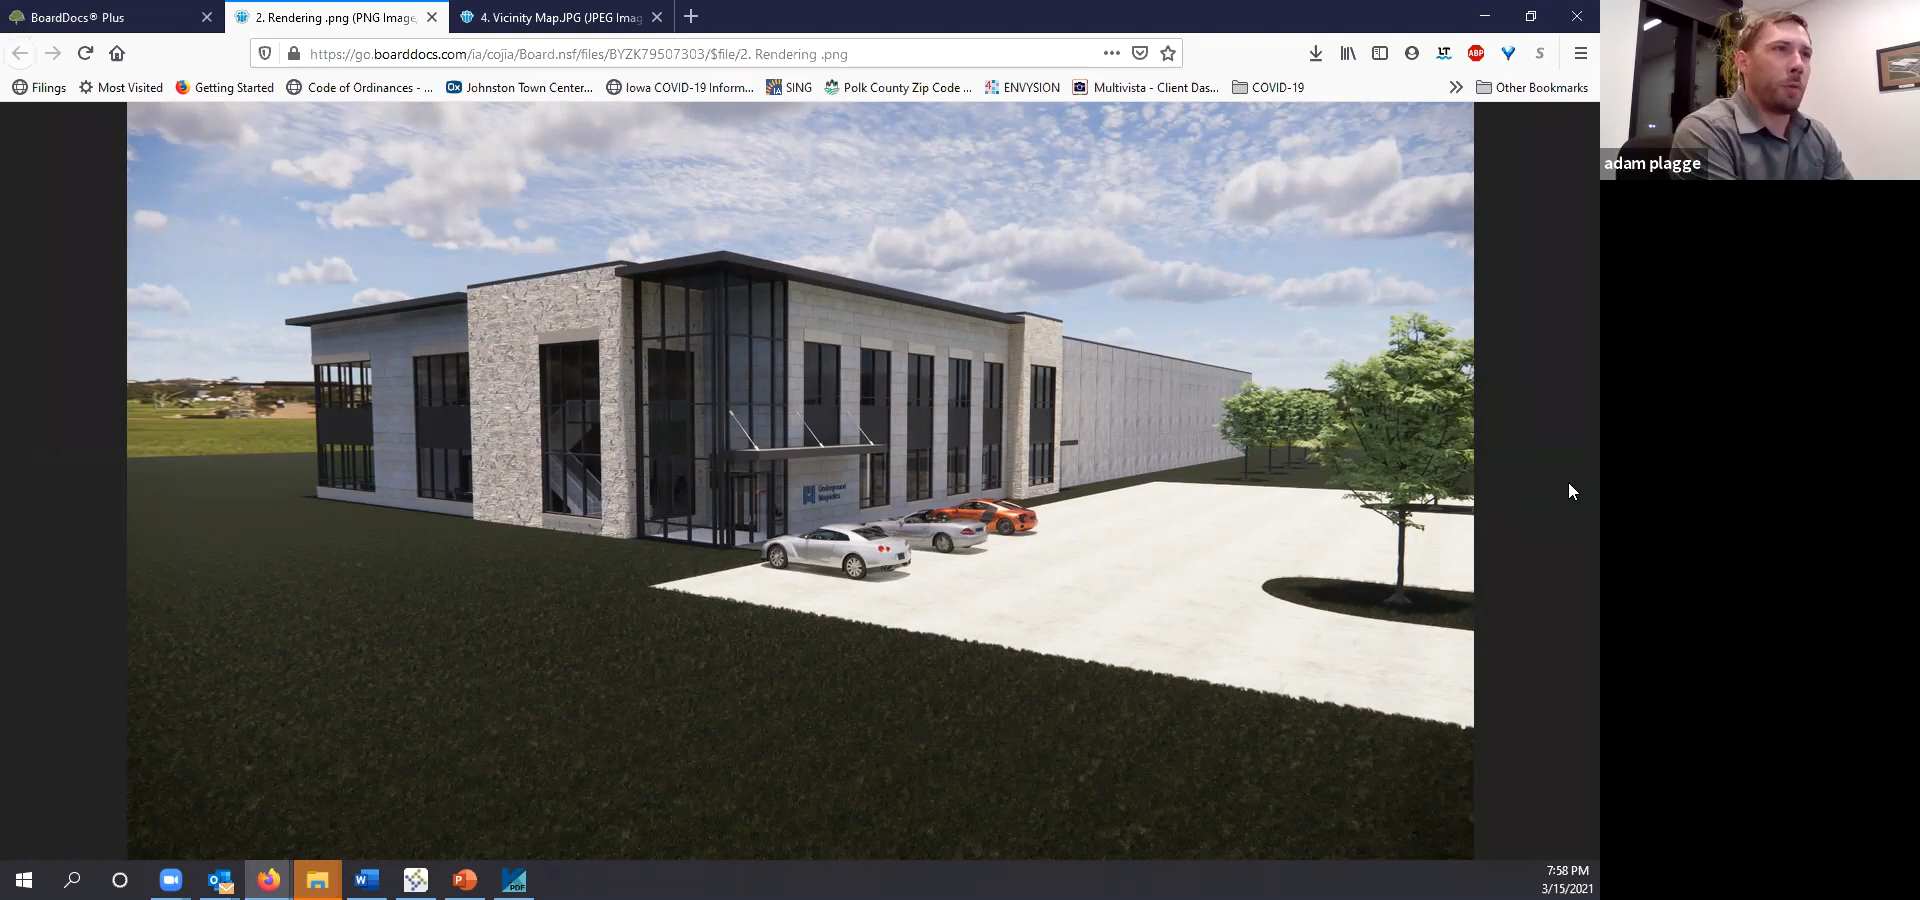 BoardDocs® Plus
2. Rendering .png (PNG Image,
4. Vicinity Map.JPG (JPEG Imag
https://go.boarddocs.com/ia/cojia/Board.nsf/files/BYZK79507303/$file/2. Rendering .png
Filings
Most Visited
Getting Started
Code of Ordinances - ...
Johnston Town Center...
Iowa COVID-19 Inform...
SING
Polk County Zip Code ...
ENVYSION
Multivista - Client Das...
COVID-19
Other Bookmarks
adam plagge
Underground
Magnetics
7:58 PM
3/15/2021